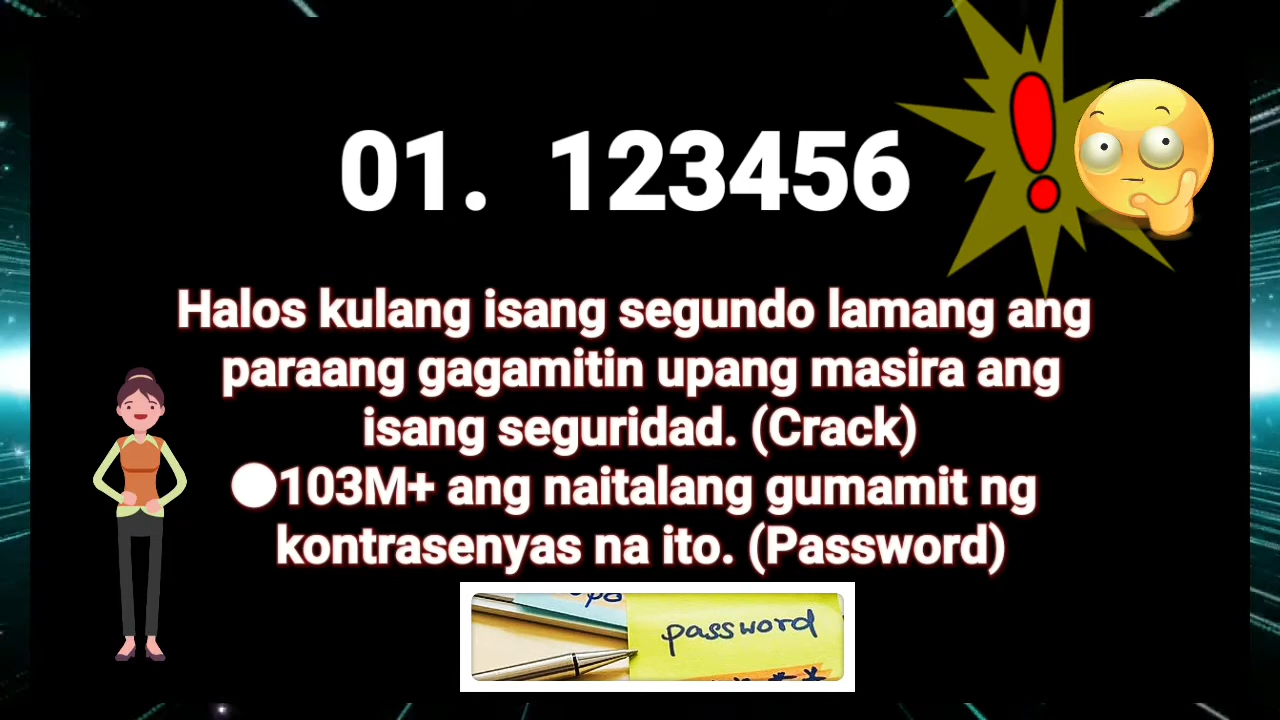 01. 123456
Halos kulang isang segundo lamang ang
paraang gagamitin upang masira ang
isang seguridad. (Crack)
●103M+ ang naitalang gumamit ng
kontrasenyas na ito. (Password)
password